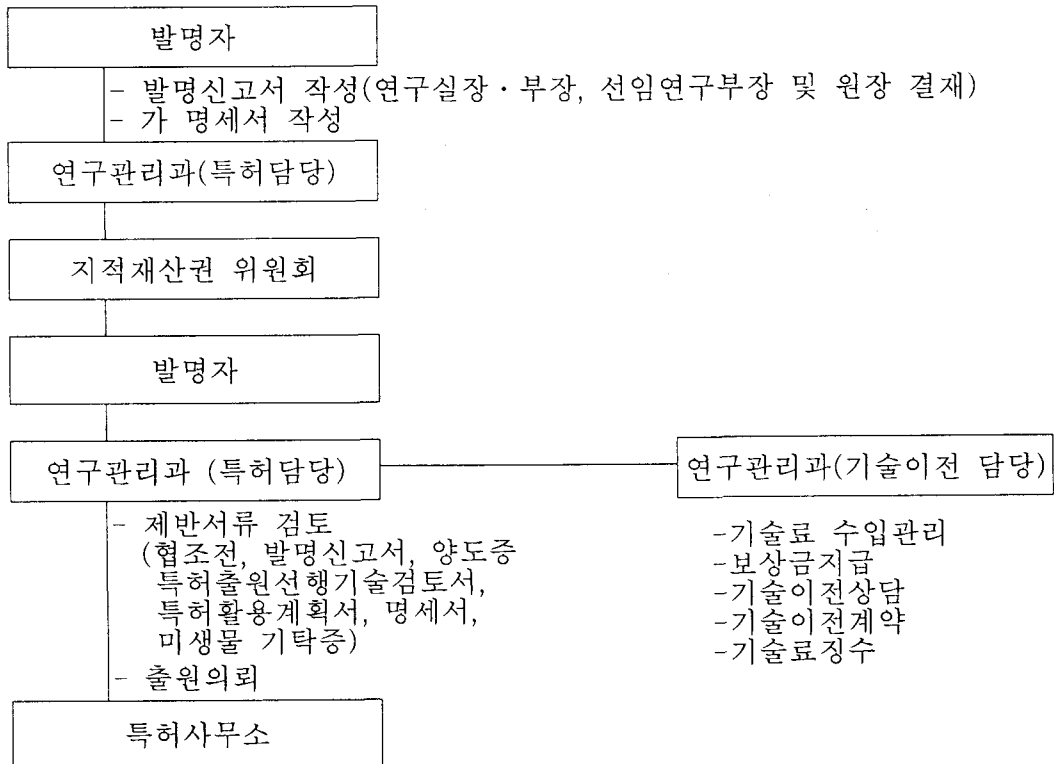 발명자
- 발명신고서 작성(연구실장·부장, 선임연구부장 및 원장 결재)
- 가 명세서 작성
연구관리과(특허담당)
지적재산권 위원회
발명자
연구관리과 (특허담당)
- 제반서류 검토
(협조전, 발명신고서, 양도증
특허출원선행기술검토서,
특허활용계획서, 명세서,
미생물 기탁증)
- 출원의뢰
특허사무소
연구관리과(기술이전 담당)
-기술료 수입관리
-보상금지급
-기술이전상담
-기술이전계약
-기술료징수